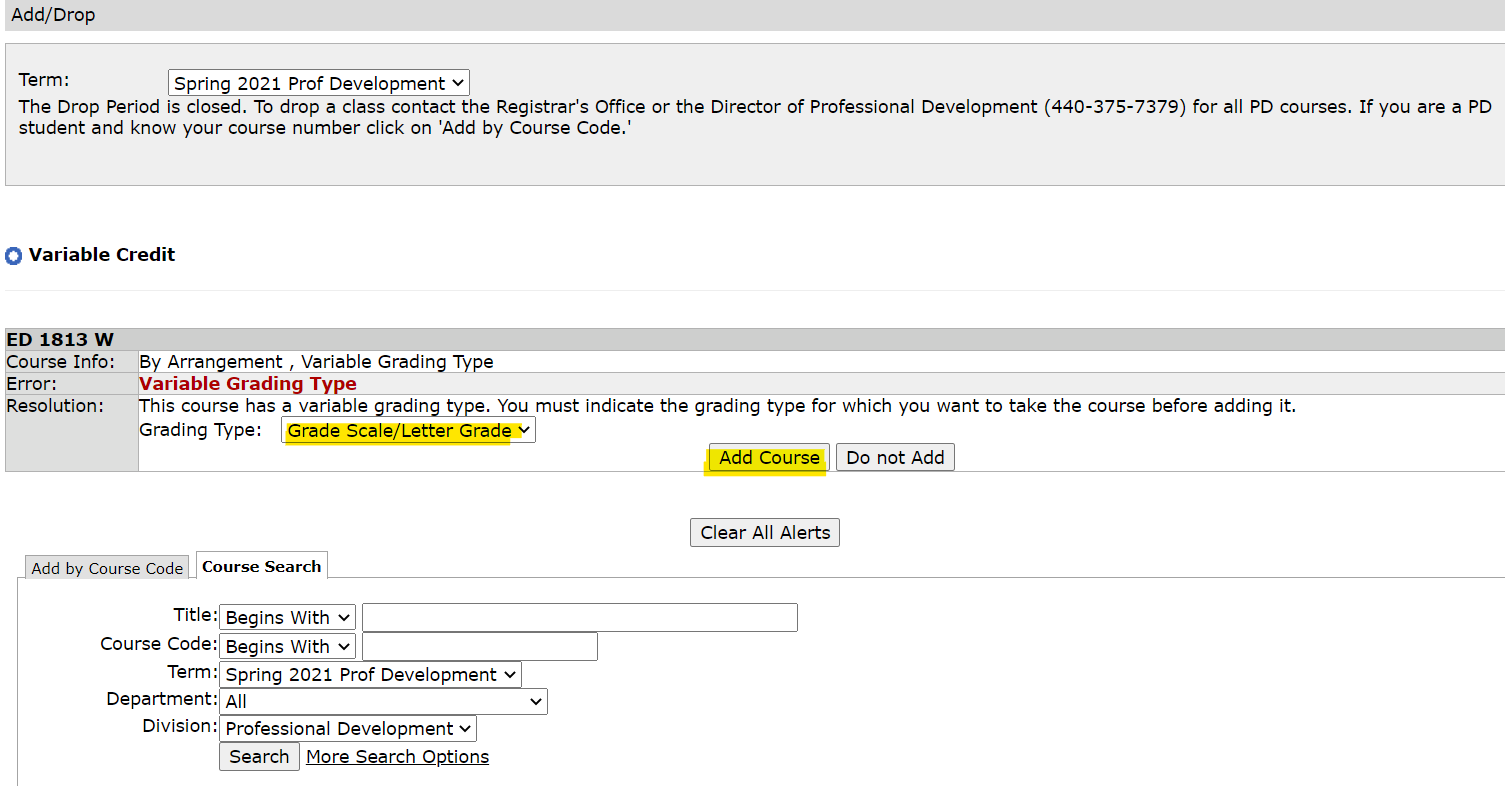 Add/Drop
Term: Spring 2021 Prof Development
The Drop Period is closed. To drop a class contact the Registrar's Office or the Director of Professional Development (440-375-7379) for all PD courses. If you are a PD
student and know your course number click on 'Add by Course Code.'
Variable Credit
ED 1813 W
Course Info: By Arrangement , Variable Grading Type
Error: Variable Grading Type
Resolution: This course has a variable grading type. You must indicate the grading type for which you want to take the course before adding it.
Grading Type: Grade Scale/Letter Grade
Add Course Do not Add
Clear All Alerts
Add by Course Code Course Search
Title: Begins With
Course Code: Begins With
Term: Spring 2021 Prof Development
Department: All
Division: Professional Development
Search More Search Options